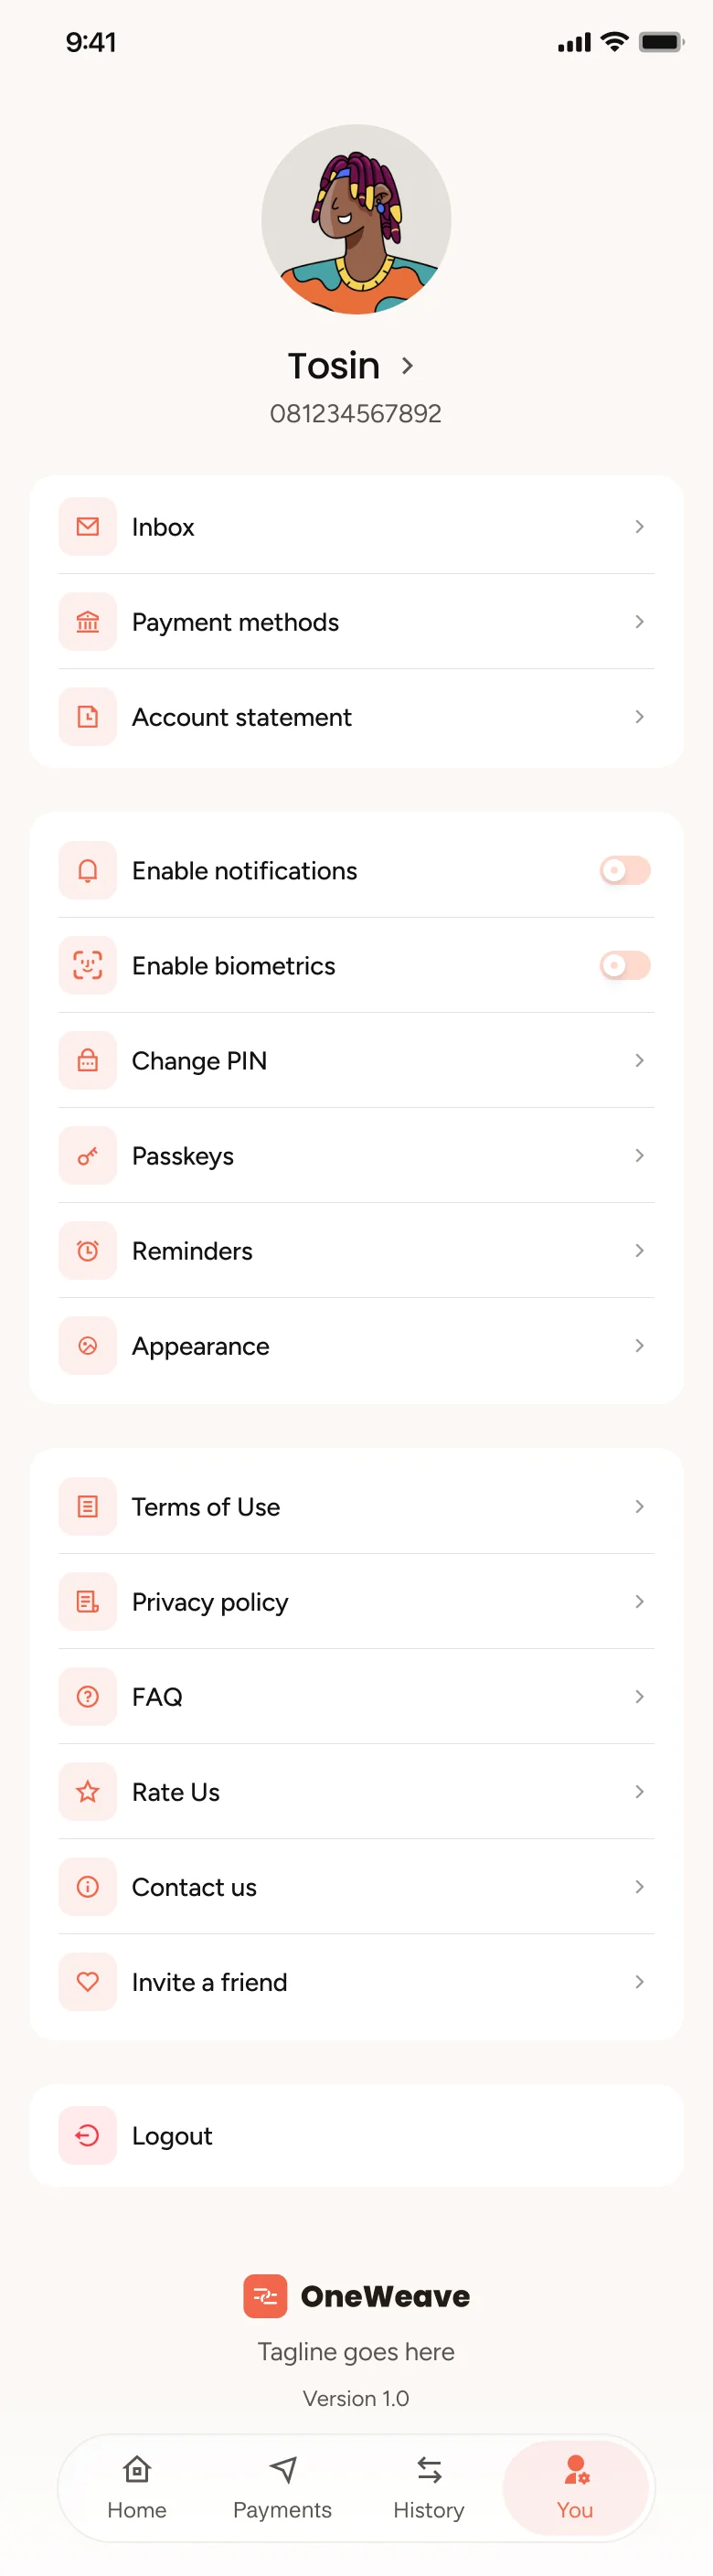 9:41
Tosin
081234567892
Inbox
Payment methods
Account statement
Enable notifications
Enable biometrics
Change PIN
Passkeys
Reminders
Appearance
Terms of Use
Privacy policy
FAQ
Rate Us
Contact us
Invite a friend
Logout
OneWeave
Tagline goes here
Version 1.0
Home Payments History You